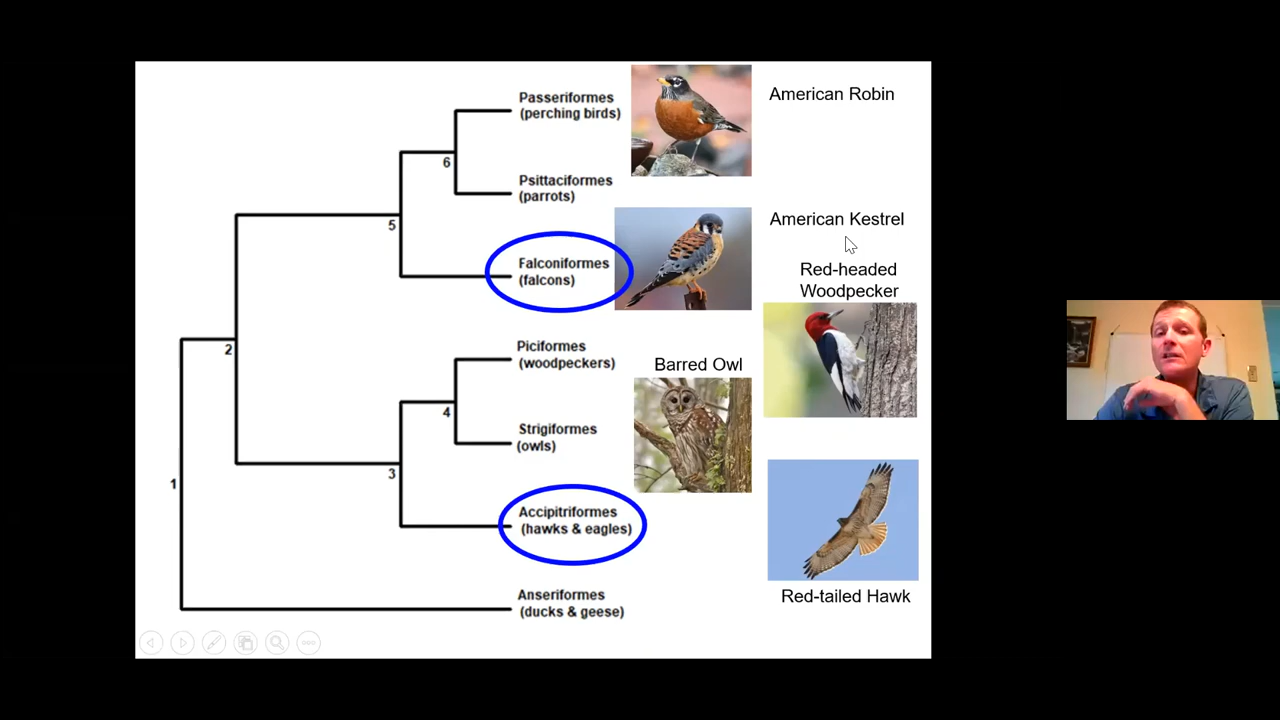 Passeriformes
(perching birds)
American Robin
6
Psittaciformes
(parrots)
5
American Kestrel
Falconiformes
(falcons)
Red-headed
Woodpecker
2
Piciformes
(woodpeckers)
Barred Owl
4
Strigiformes
(owls)
3
1
Accipitriformes
(hawks & eagles)
Red-tailed Hawk
Anseriformes
(ducks & geese)